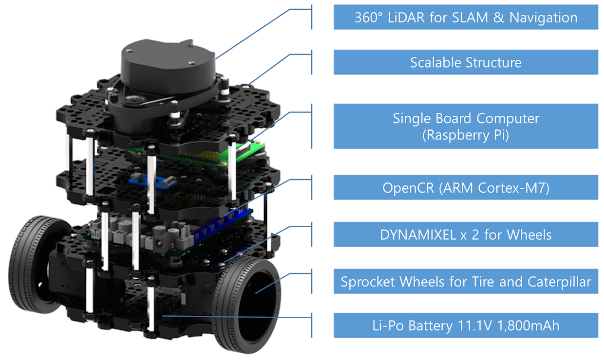 360° LiDAR for SLAM & Navigation
Scalable Structure
Single Board Computer
(Raspberry Pi)
OpenCR (ARM Cortex-M7)
DYNAMIXEL x 2 for Wheels
Sprocket Wheels for Tire and Caterpillar
Li-Po Battery 11.1V 1,800mAh